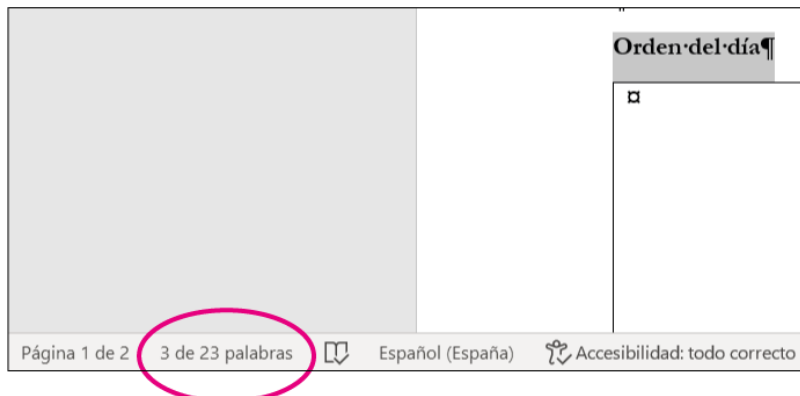 Orden·del·día¶
¤
Página 1 de 2 3 de 23 palabras Español (España) Accesibilidad: todo correcto